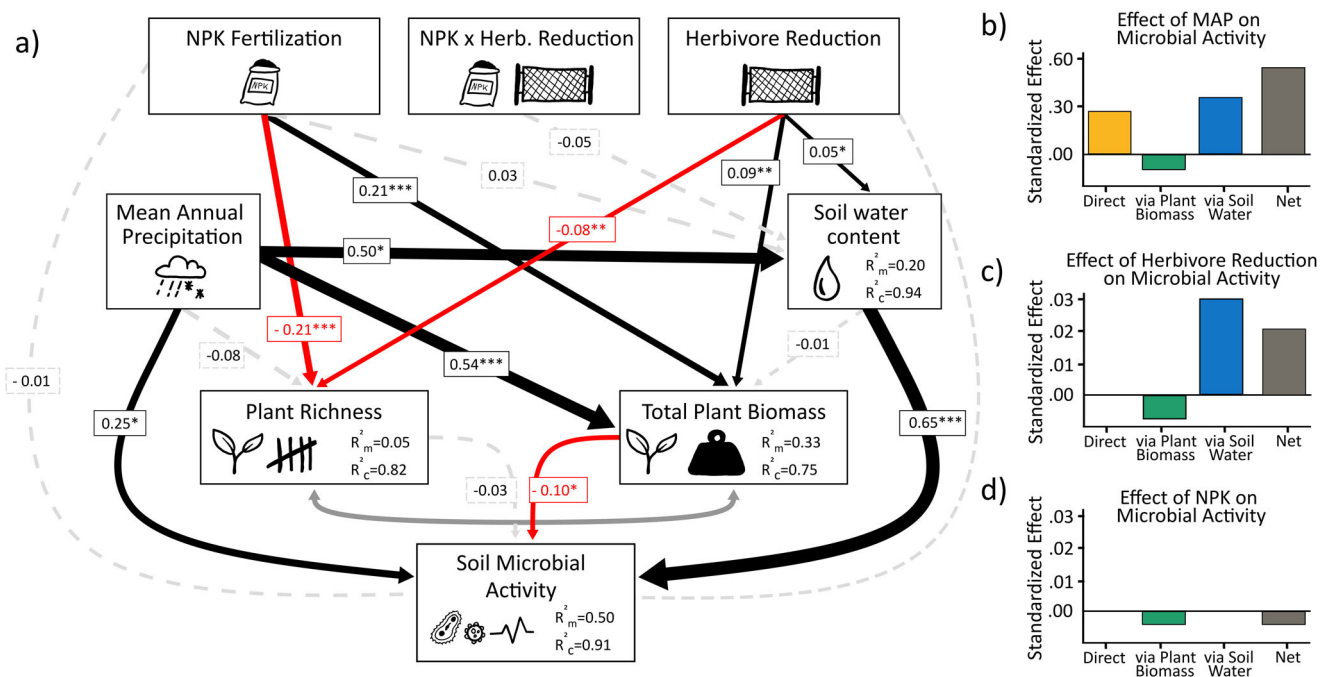 a)
NPK Fertilization
NPK
NPK x Herb. Reduction
NPK
Herbivore Reduction
-0.05
0.03
0.05*
0.21***
0.09**
Mean Annual
Precipitation
0.50*
-0.08**
Soil water
content
R²m=0.20
R²c=0.94
- 0.21***
-0.08
0.54***
-0.01
- 0.01
0.25*
Plant Richness
R²m=0.05
R²c=0.82
Total Plant Biomass
R²m=0.33
R²c=0.75
0.65***
-0.03
- 0.10*
Soil Microbial
Activity
R²m=0.50
R²c=0.91
b)
Effect of MAP on
Microbial Activity
Standardized Effect
.60
.30
.00
Direct
via Plant
Biomass
via Soil
Water
Net
c)
Effect of Herbivore Reduction
on Microbial Activity
Standardized Effect
.03
.02
.01
.00
Direct
via Plant
Biomass
via Soil
Water
Net
d)
Effect of NPK on
Microbial Activity
Standardized Effect
.03
.02
.01
.00
Direct
via Plant
Biomass
via Soil
Water
Net